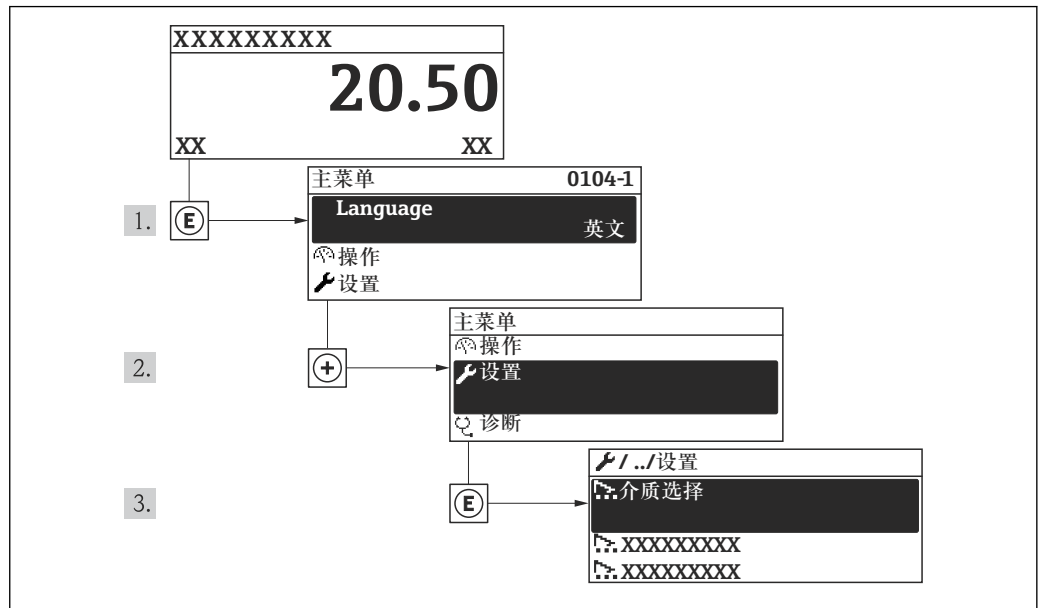 XXXXXXXXX
20.50
XX XX
主菜单 0104-1
1. E Language
英文
操作
设置
主菜单
操作
2. + 设置
诊断
/ ../设置
3. E 介质选择
XXXXXXXXX
XXXXXXXXX